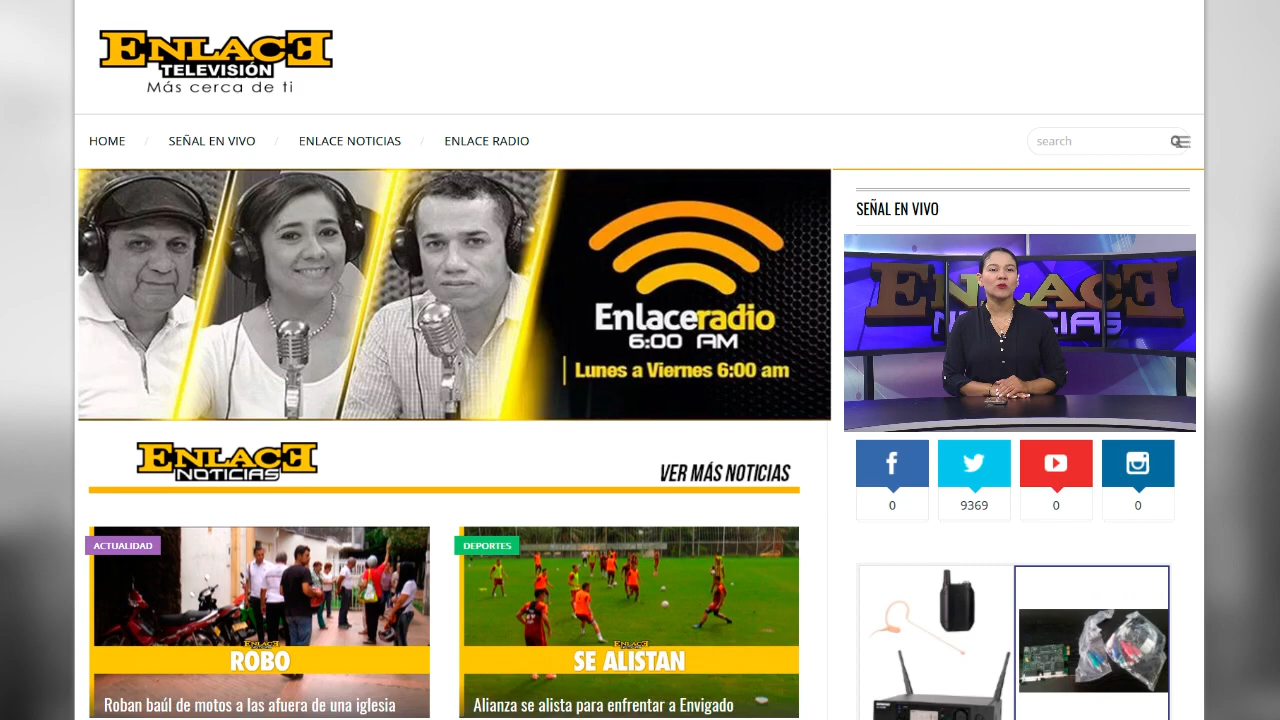 ENLACE
TELEVISIÓN
Más cerca de ti
HOME / SEÑAL EN VIVO / ENLACE NOTICIAS / ENLACE RADIO
search
Enlaceradio
6:00 AM
Lunes a Viernes 6:00 am
SEÑAL EN VIVO
ENLACE
NOTICIAS
0
9369
0
0
ENLACE
NOTICIAS
VER MÁS NOTICIAS
ACTUALIDAD
ENLACE
ROBO
Roban baúl de motos a las afuera de una iglesia
DEPORTES
ENLACE
SE ALISTAN
Alianza se alista para enfrentar a Envigado